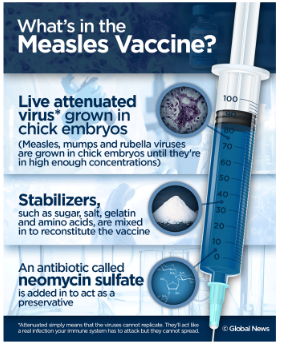 What's in the
Measles Vaccine?
Live attenuated
virus* grown in
chick embryos
(Measles, mumps and rubella viruses
are grown in chick embryos until they're
in high enough concentrations)
Stabilizers,
such as sugar, salt, gelatin
and amino acids, are mixed
in to reconstitute the vaccine
An antibiotic called
neomycin sulfate
is added in to act as a
preservative
100
90
80
70
60
50
40
30
20
10
0
*Attenuated simply means that the viruses cannot replicate. They'll act like
a real infection your immune system has to attack but they cannot spread.
© Global News